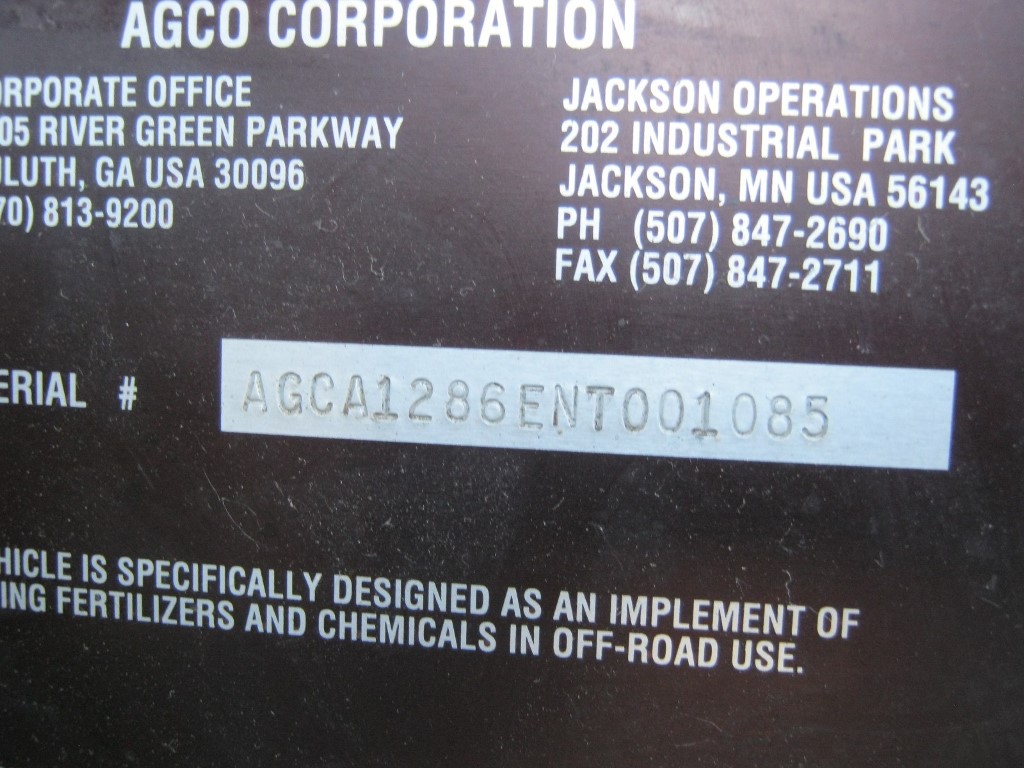 AGCO CORPORATION
ORPORATE OFFICE
05 RIVER GREEN PARKWAY
ULUTH, GA USA 30096
70) 813-9200
JACKSON OPERATIONS
202 INDUSTRIAL PARK
JACKSON, MN USA 56143
PH (507) 847-2690
FAX (507) 847-2711
ERIAL # AGCA1286ENT001085
HICLE IS SPECIFICALLY DESIGNED AS AN IMPLEMENT OF
ING FERTILIZERS AND CHEMICALS IN OFF-ROAD USE.